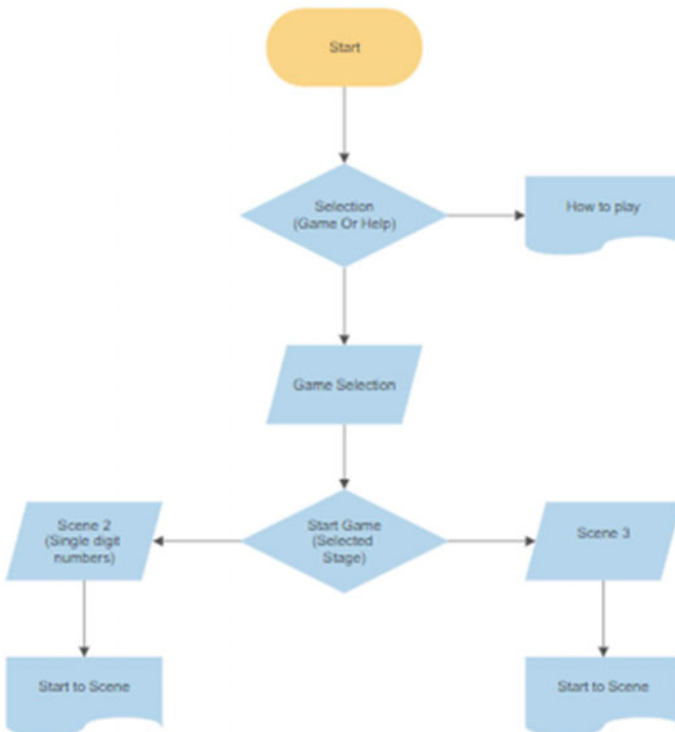 Start
Selection
(Game Or Help)
How to play
Game Selection
Scene 2
(Single digit
numbers)
Start Game
(Selected
Stage)
Scene 3
Start to Scene
Start to Scene